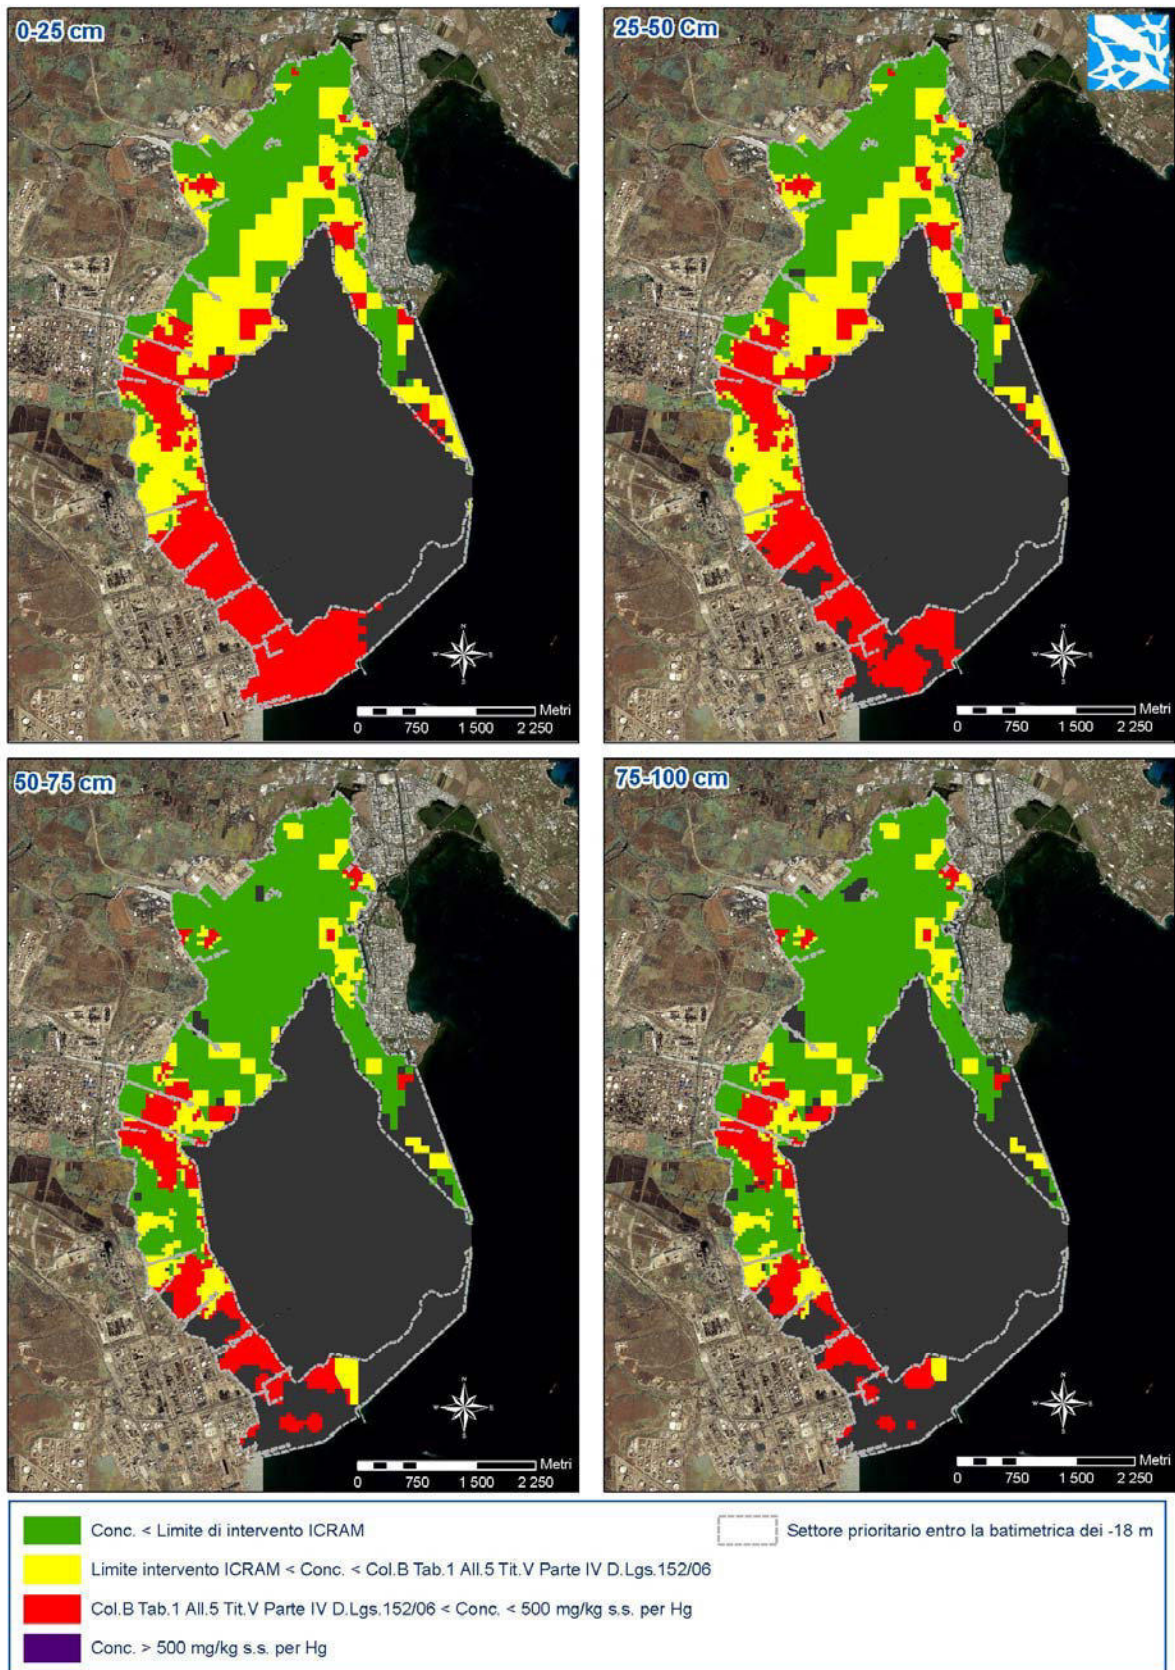 0-25 cm
25-50 Cm
Metri
0 750 1 500 2 250
Metri
0 750 1 500 2 250
50-75 cm
75-100 cm
Metri
0 750 1 500 2 250
Metri
0 750 1 500 2 250
Conc. < Limite di intervento ICRAM
Settore prioritario entro la batimetrica dei -18 m
Limite intervento ICRAM < Conc. < Col.B Tab.1 All.5 Tit.V Parte IV D.Lgs.152/06
Col.B Tab.1 All.5 Tit.V Parte IV D.Lgs.152/06 < Conc. < 500 mg/kg s.s. per Hg
Conc. > 500 mg/kg s.s. per Hg